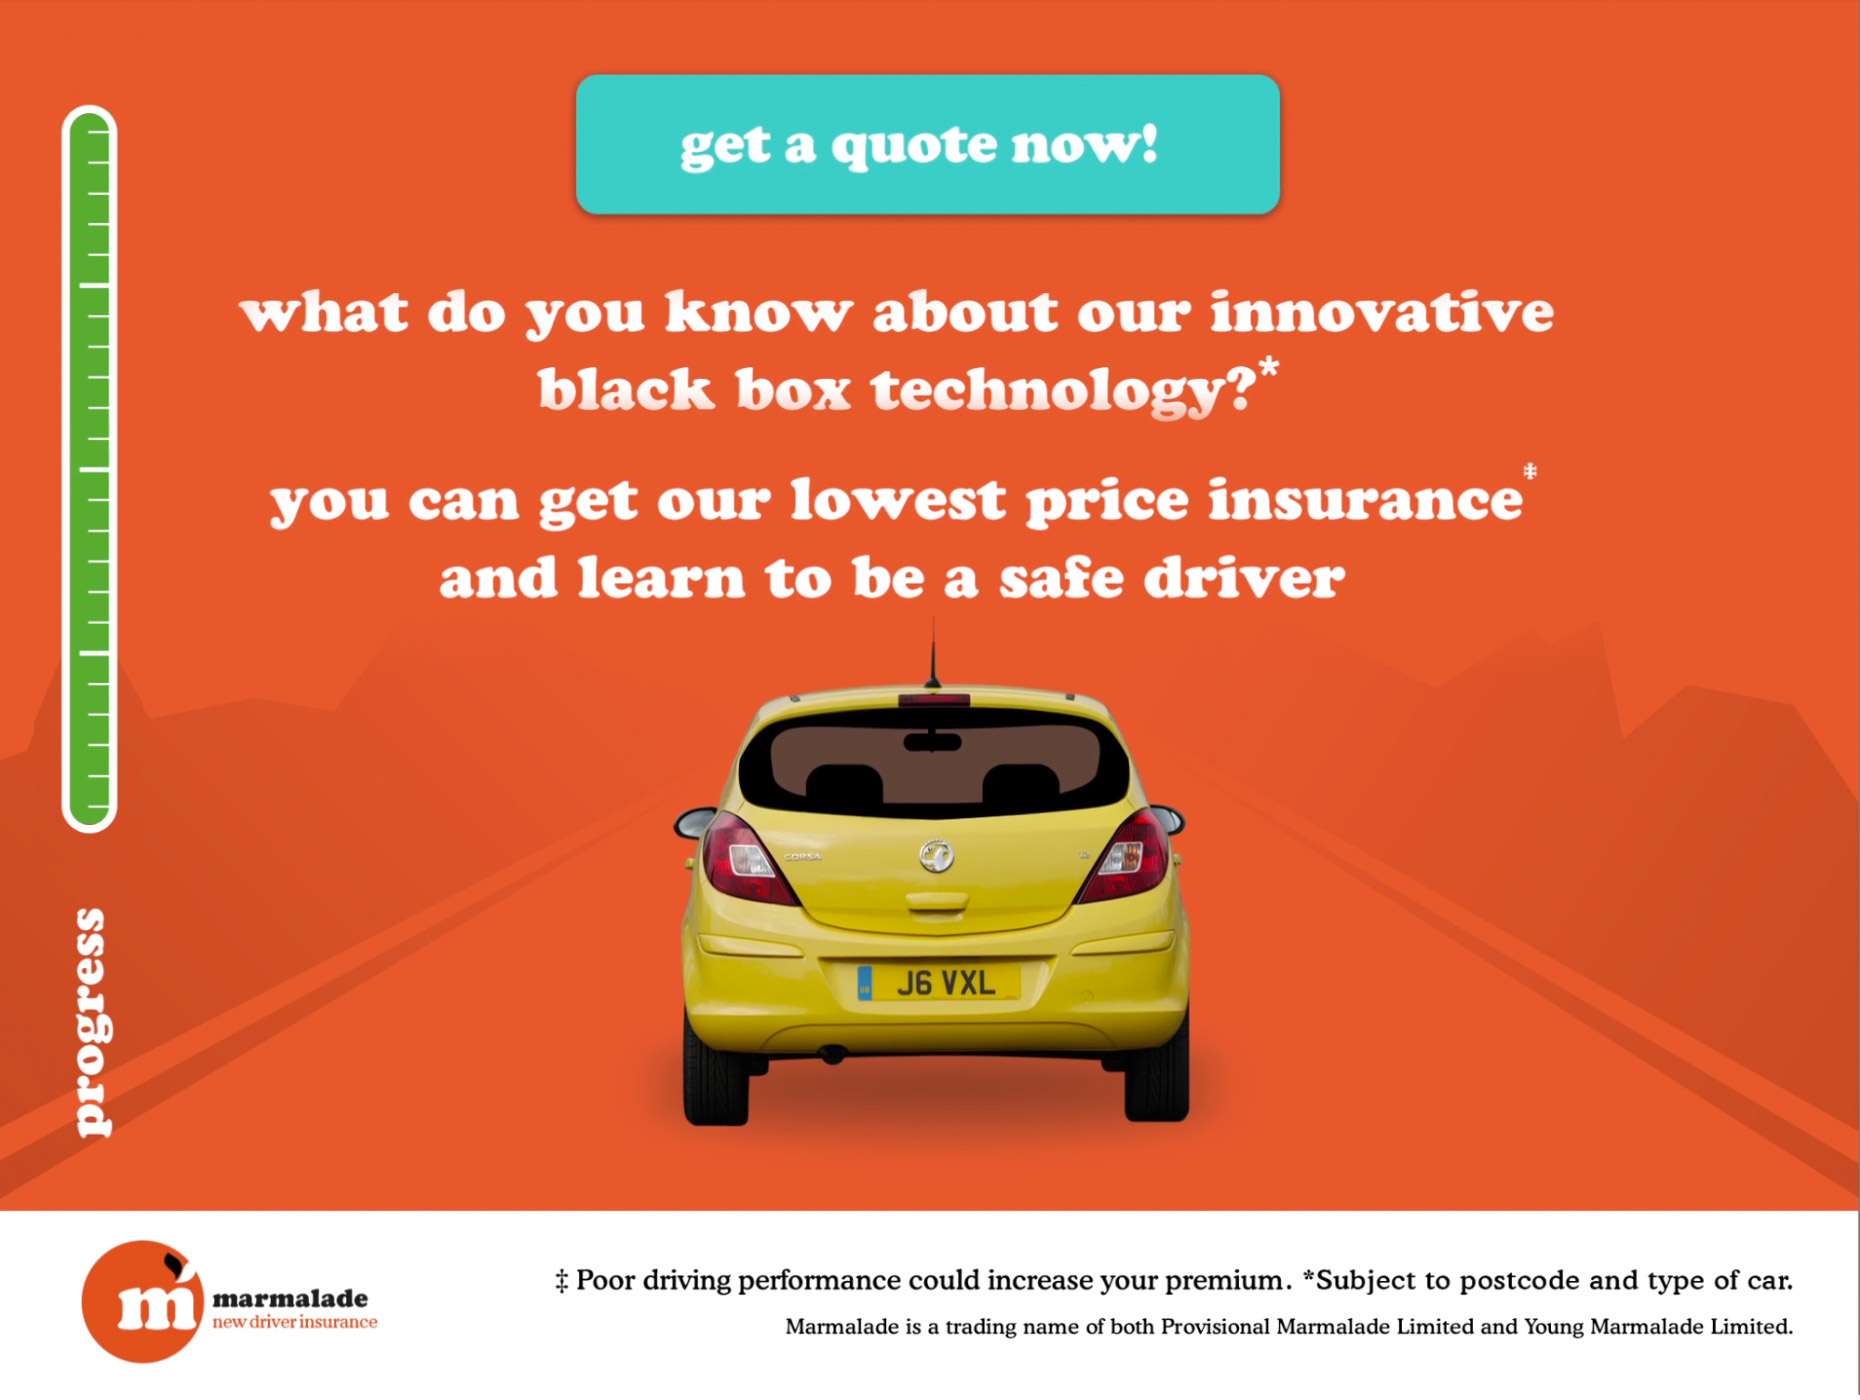 get a quote now!
what do you know about our innovative
black box technology?*
you can get our lowest price insurance‡
and learn to be a safe driver
CORSA
J6 VXL
progress
m
marmalade
new driver insurance
‡ Poor driving performance could increase your premium. *Subject to postcode and type of car.
Marmalade is a trading name of both Provisional Marmalade Limited and Young Marmalade Limited.